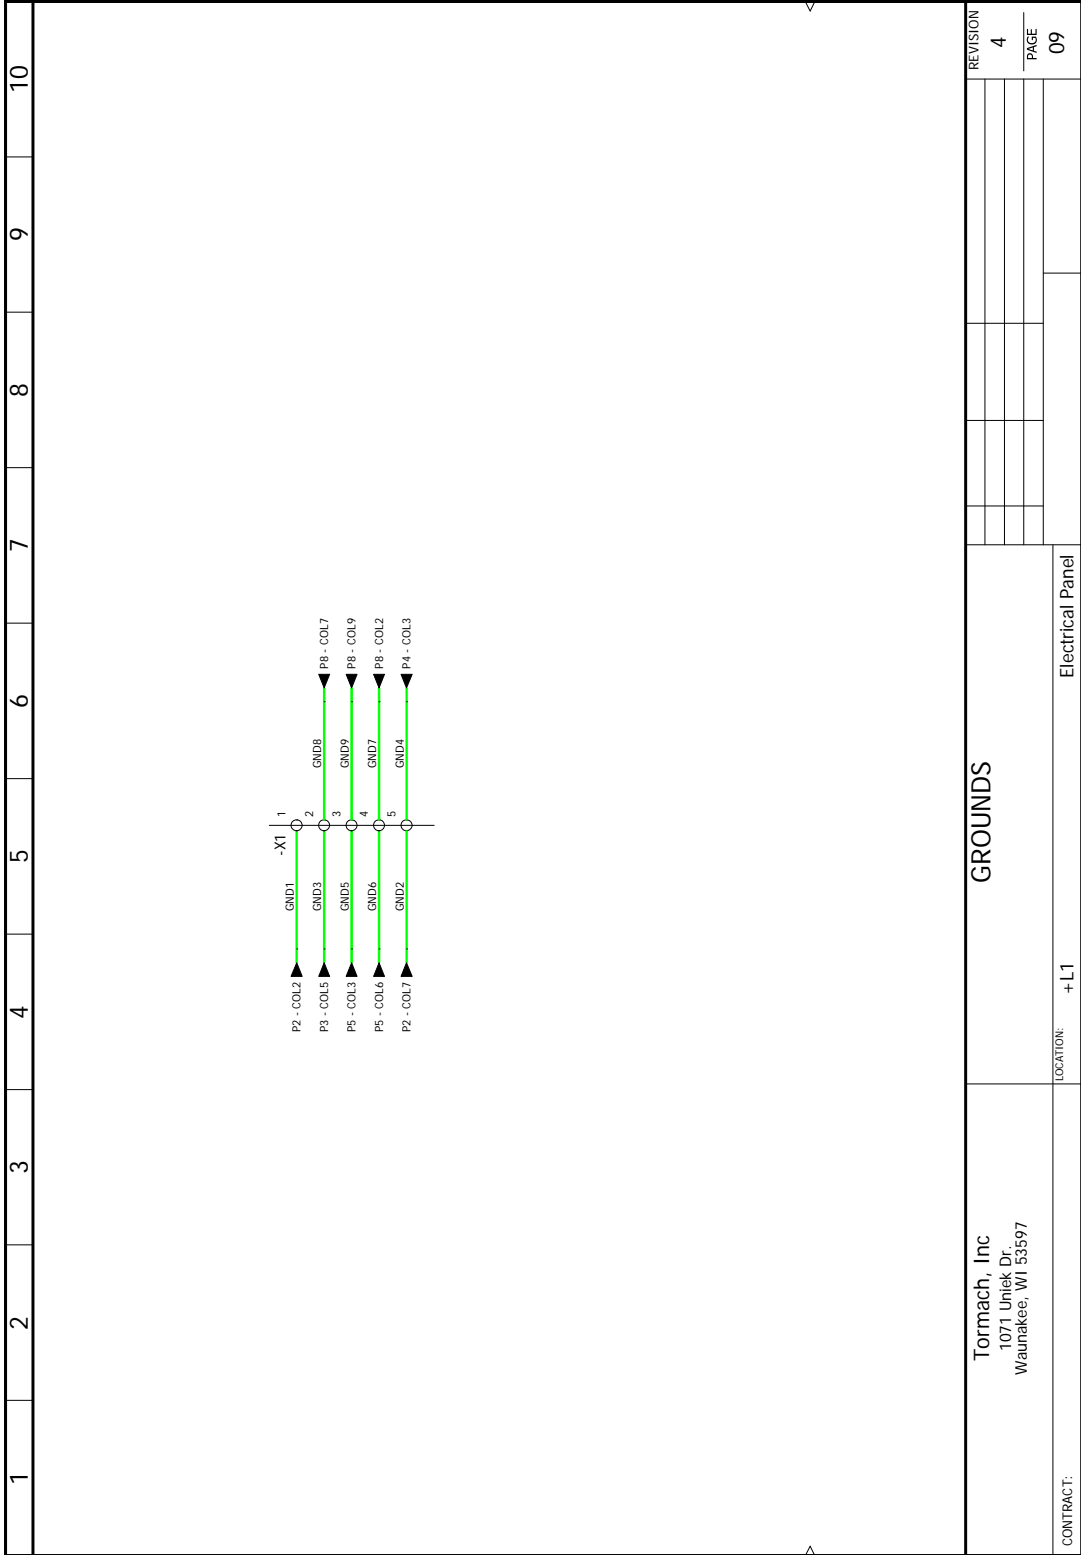 1 2 3 4 5 6 7 8 9 10
-X1
1
GND1
P2 - COL2
2
GND3
GND8
P3 - COL5
P8 - COL7
3
GND5
GND9
P5 - COL3
P8 - COL9
4
GND6
GND7
P5 - COL6
P8 - COL2
5
GND2
GND4
P2 - COL7
P4 - COL3
Tormach, Inc
1071 Uniek Dr.
Waunakee, WI 53597
CONTRACT:
GROUNDS
LOCATION: +L1 Electrical Panel
REVISION
4
PAGE
09